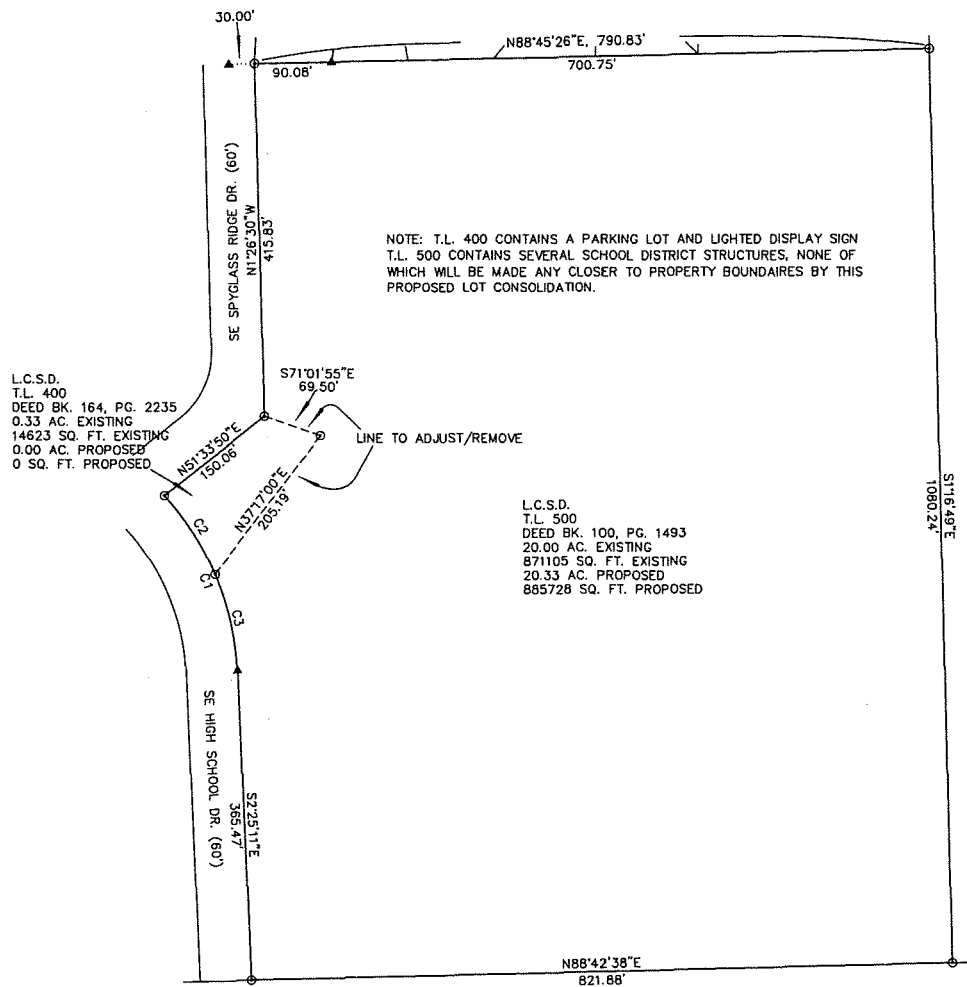 30.00'
N88°45'26"E, 790.83'
90.08'
700.75'
SE SPYGLASS RIDGE DR. (60')
N1°26'30"W
415.83'
NOTE: T.L. 400 CONTAINS A PARKING LOT AND LIGHTED DISPLAY SIGN
T.L. 500 CONTAINS SEVERAL SCHOOL DISTRICT STRUCTURES, NONE OF
WHICH WILL BE MADE ANY CLOSER TO PROPERTY BOUNDAIRES BY THIS
PROPOSED LOT CONSOLIDATION.
L.C.S.D.
T.L. 400
DEED BK. 164, PG. 2235
0.33 AC. EXISTING
14623 SQ. FT. EXISTING
0.00 AC. PROPOSED
0 SQ. FT. PROPOSED
S71°01'55"E
69.50'
LINE TO ADJUST/REMOVE
N51°33'50"E
150.06'
N37°17'00"E
205.19'
C2
C1
C3
L.C.S.D.
T.L. 500
DEED BK. 100, PG. 1493
20.00 AC. EXISTING
871105 SQ. FT. EXISTING
20.33 AC. PROPOSED
885728 SQ. FT. PROPOSED
S1°16'49"E
1080.24'
SE HIGH SCHOOL DR. (60')
S2°25'11"E
365.47'
N88°42'38"E
821.88'